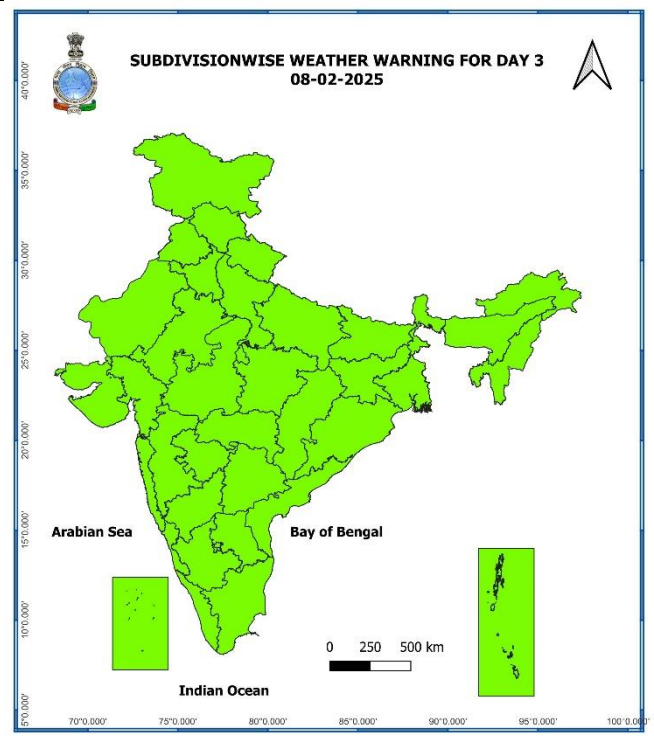 SUBDIVISIONWISE WEATHER WARNING FOR DAY 3
08-02-2025
40°0.000'
35°0.000'
30°0.000'
25°0.000'
20°0.000'
15°0.000'
10°0.000'
5°0.000'
Arabian Sea
Bay of Bengal
0 250 500 km
Indian Ocean
70°0.000' 75°0.000' 80°0.000' 85°0.000' 90°0.000' 95°0.000' 100°0.000'